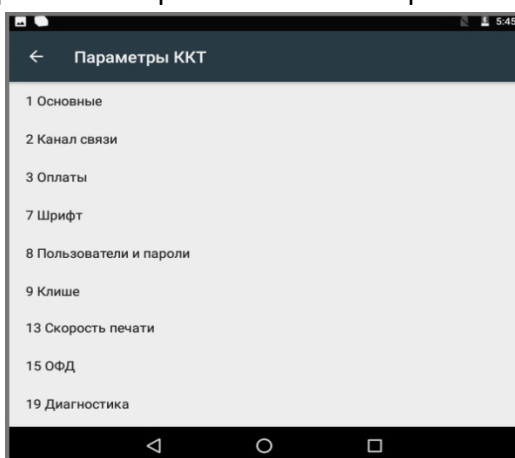 5:45
Параметры ККТ
1 Основные
2 Канал связи
3 Оплаты
7 Шрифт
8 Пользователи и пароли
9 Клише
13 Скорость печати
15 ОФД
19 Диагностика